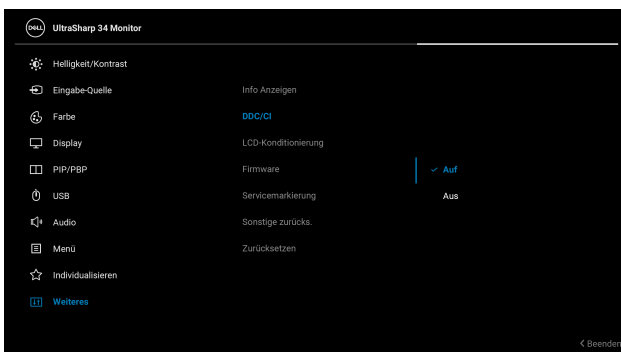 DELL UltraSharp 34 Monitor
Helligkeit/Kontrast
Eingabe-Quelle Info Anzeigen
Farbe DDC/CI
Display LCD-Konditionierung
PIP/PBP Firmware Auf
USB Servicemarkierung Aus
Audio Sonstige zurücks.
Menü Zurücksetzen
Individualisieren
Weiteres
Beenden